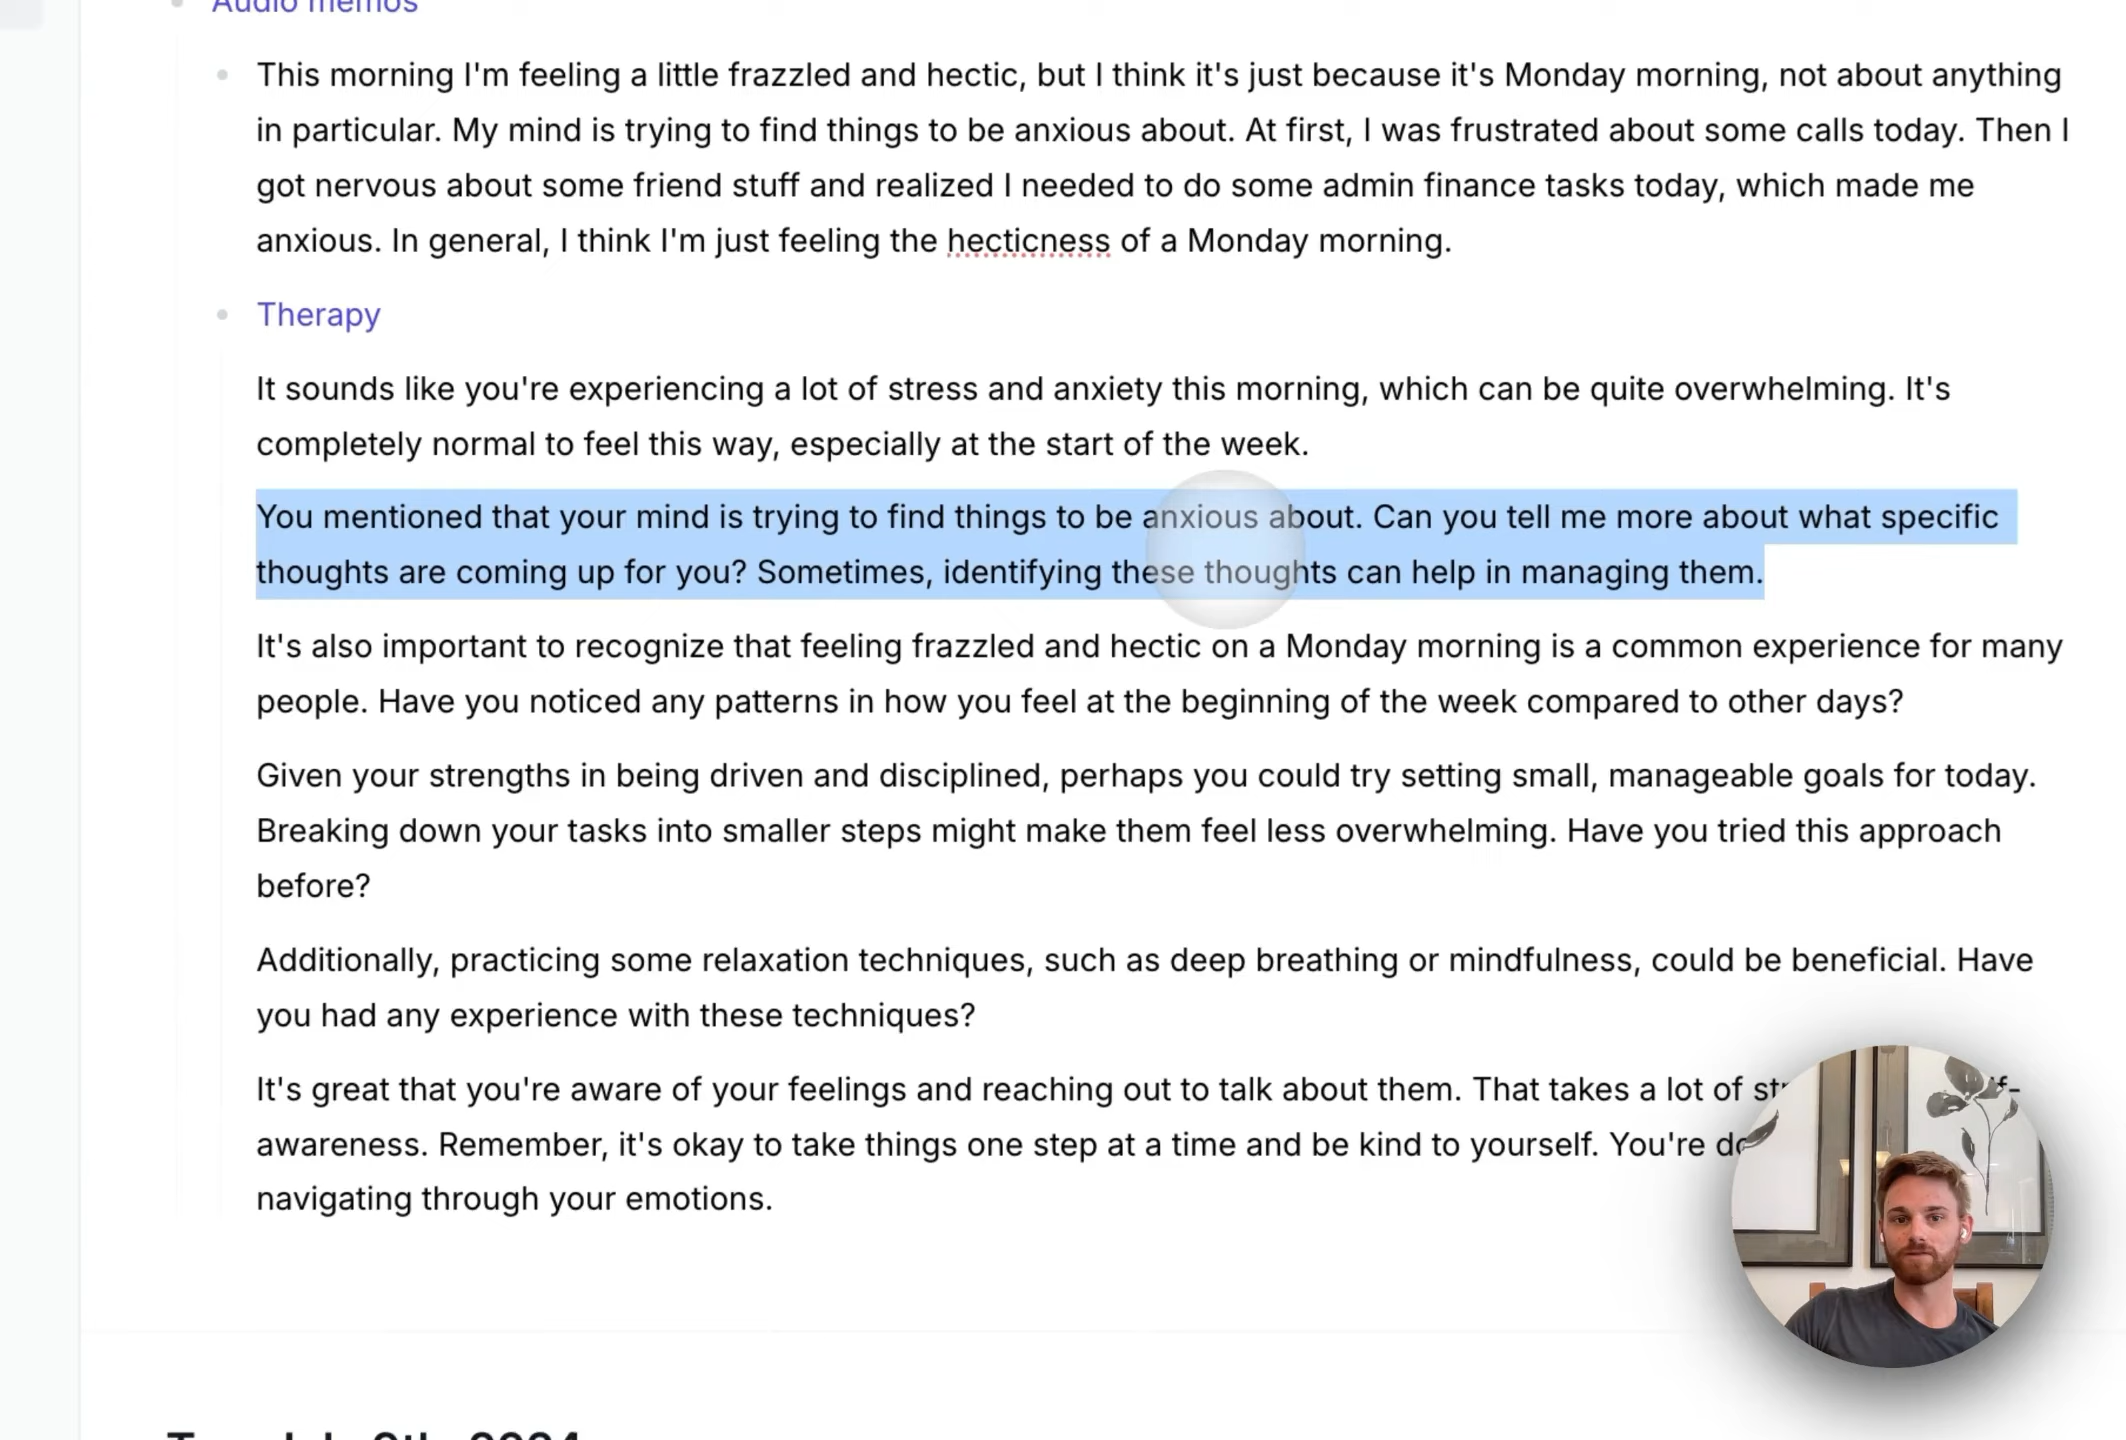 Audio memos
This morning I'm feeling a little frazzled and hectic, but I think it's just because it's Monday morning, not about anything
in particular. My mind is trying to find things to be anxious about. At first, I was frustrated about some calls today. Then I
got nervous about some friend stuff and realized I needed to do some admin finance tasks today, which made me
anxious. In general, I think I'm just feeling the hecticness of a Monday morning.
Therapy
It sounds like you're experiencing a lot of stress and anxiety this morning, which can be quite overwhelming. It's
completely normal to feel this way, especially at the start of the week.
You mentioned that your mind is trying to find things to be anxious about. Can you tell me more about what specific
thoughts are coming up for you? Sometimes, identifying these thoughts can help in managing them.
It's also important to recognize that feeling frazzled and hectic on a Monday morning is a common experience for many
people. Have you noticed any patterns in how you feel at the beginning of the week compared to other days?
Given your strengths in being driven and disciplined, perhaps you could try setting small, manageable goals for today.
Breaking down your tasks into smaller steps might make them feel less overwhelming. Have you tried this approach
before?
Additionally, practicing some relaxation techniques, such as deep breathing or mindfulness, could be beneficial. Have
you had any experience with these techniques?
It's great that you're aware of your feelings and reaching out to talk about them. That takes a lot of
awareness. Remember, it's okay to take things one step at a time and be kind to yourself. You're
navigating through your emotions.